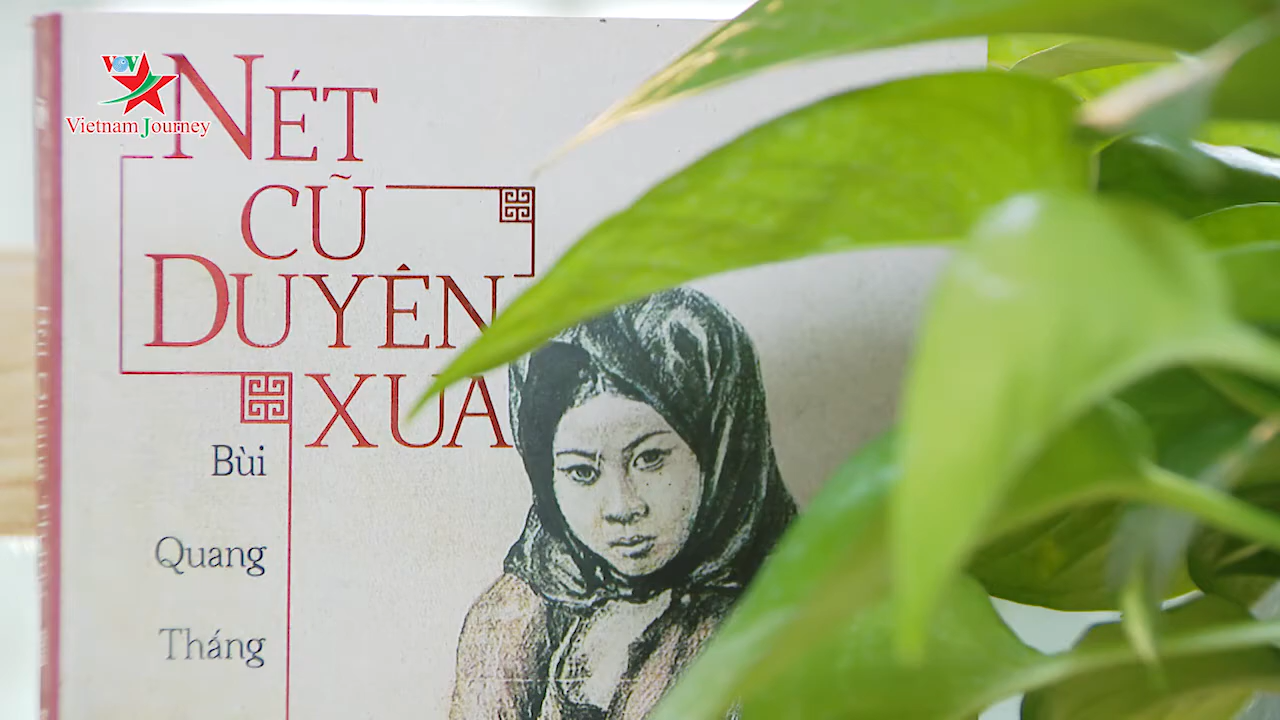 VOV
Vietnam Journey
NÉT
CŨ
DUYÊN
XƯA
Bùi
Quang
Tháng